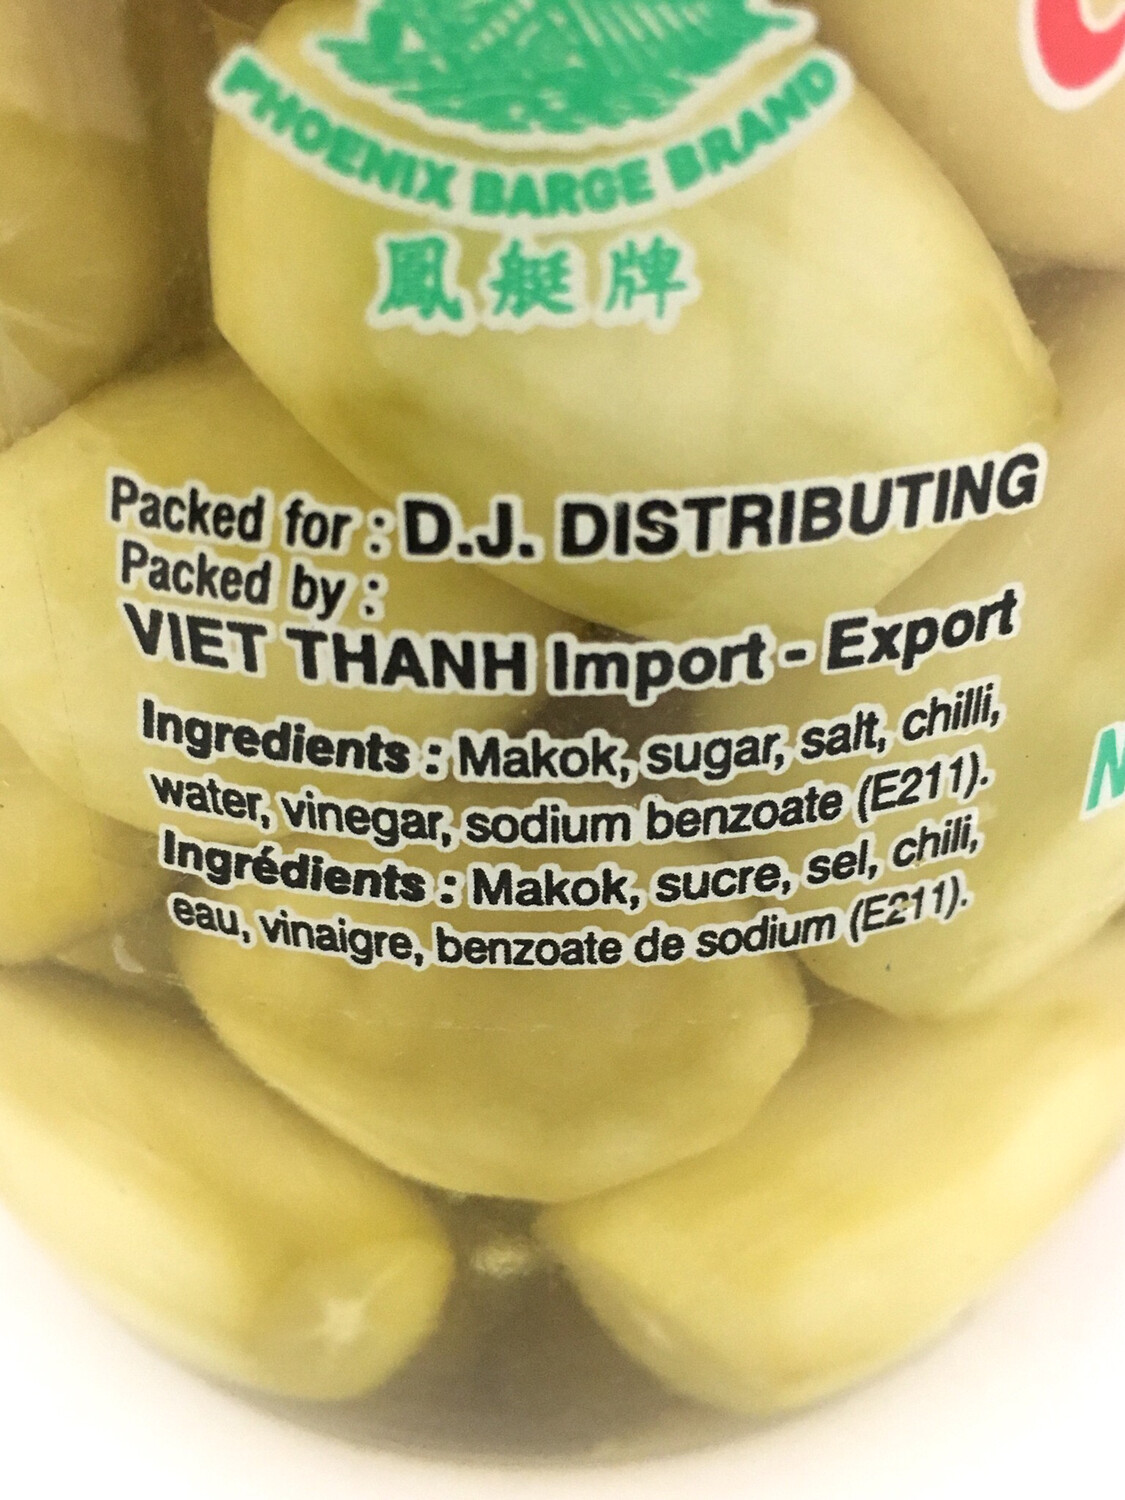 PHOENIX BARGE BRAND
鳳艇牌
Packed for : D.J. DISTRIBUTING
Packed by :
VIET THANH Import - Export
Ingredients : Makok, sugar, salt, chilli,
water, vinegar, sodium benzoate (E211).
Ingrédients : Makok, sucre, sel, chili,
eau, vinaigre, benzoate de sodium (E211).